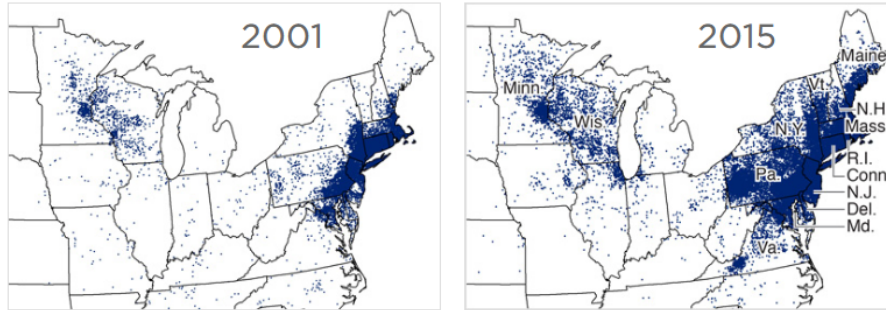 2001
2015
Maine
Minn.
Vt.
Wis.
N.Y.
N.H.
Mass.
R.I.
Conn.
Pa.
N.J.
Del.
Md.
Va.